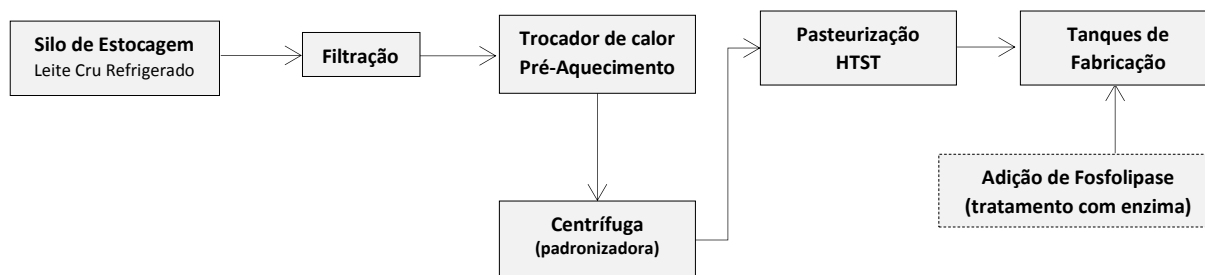 Silo de Estocagem
Leite Cru Refrigerado
Filtração
Trocador de calor
Pré-Aquecimento
Centrífuga
(padronizadora)
Pasteurização
HTST
Tanques de
Fabricação
Adição de Fosfolipase
(tratamento com enzima)